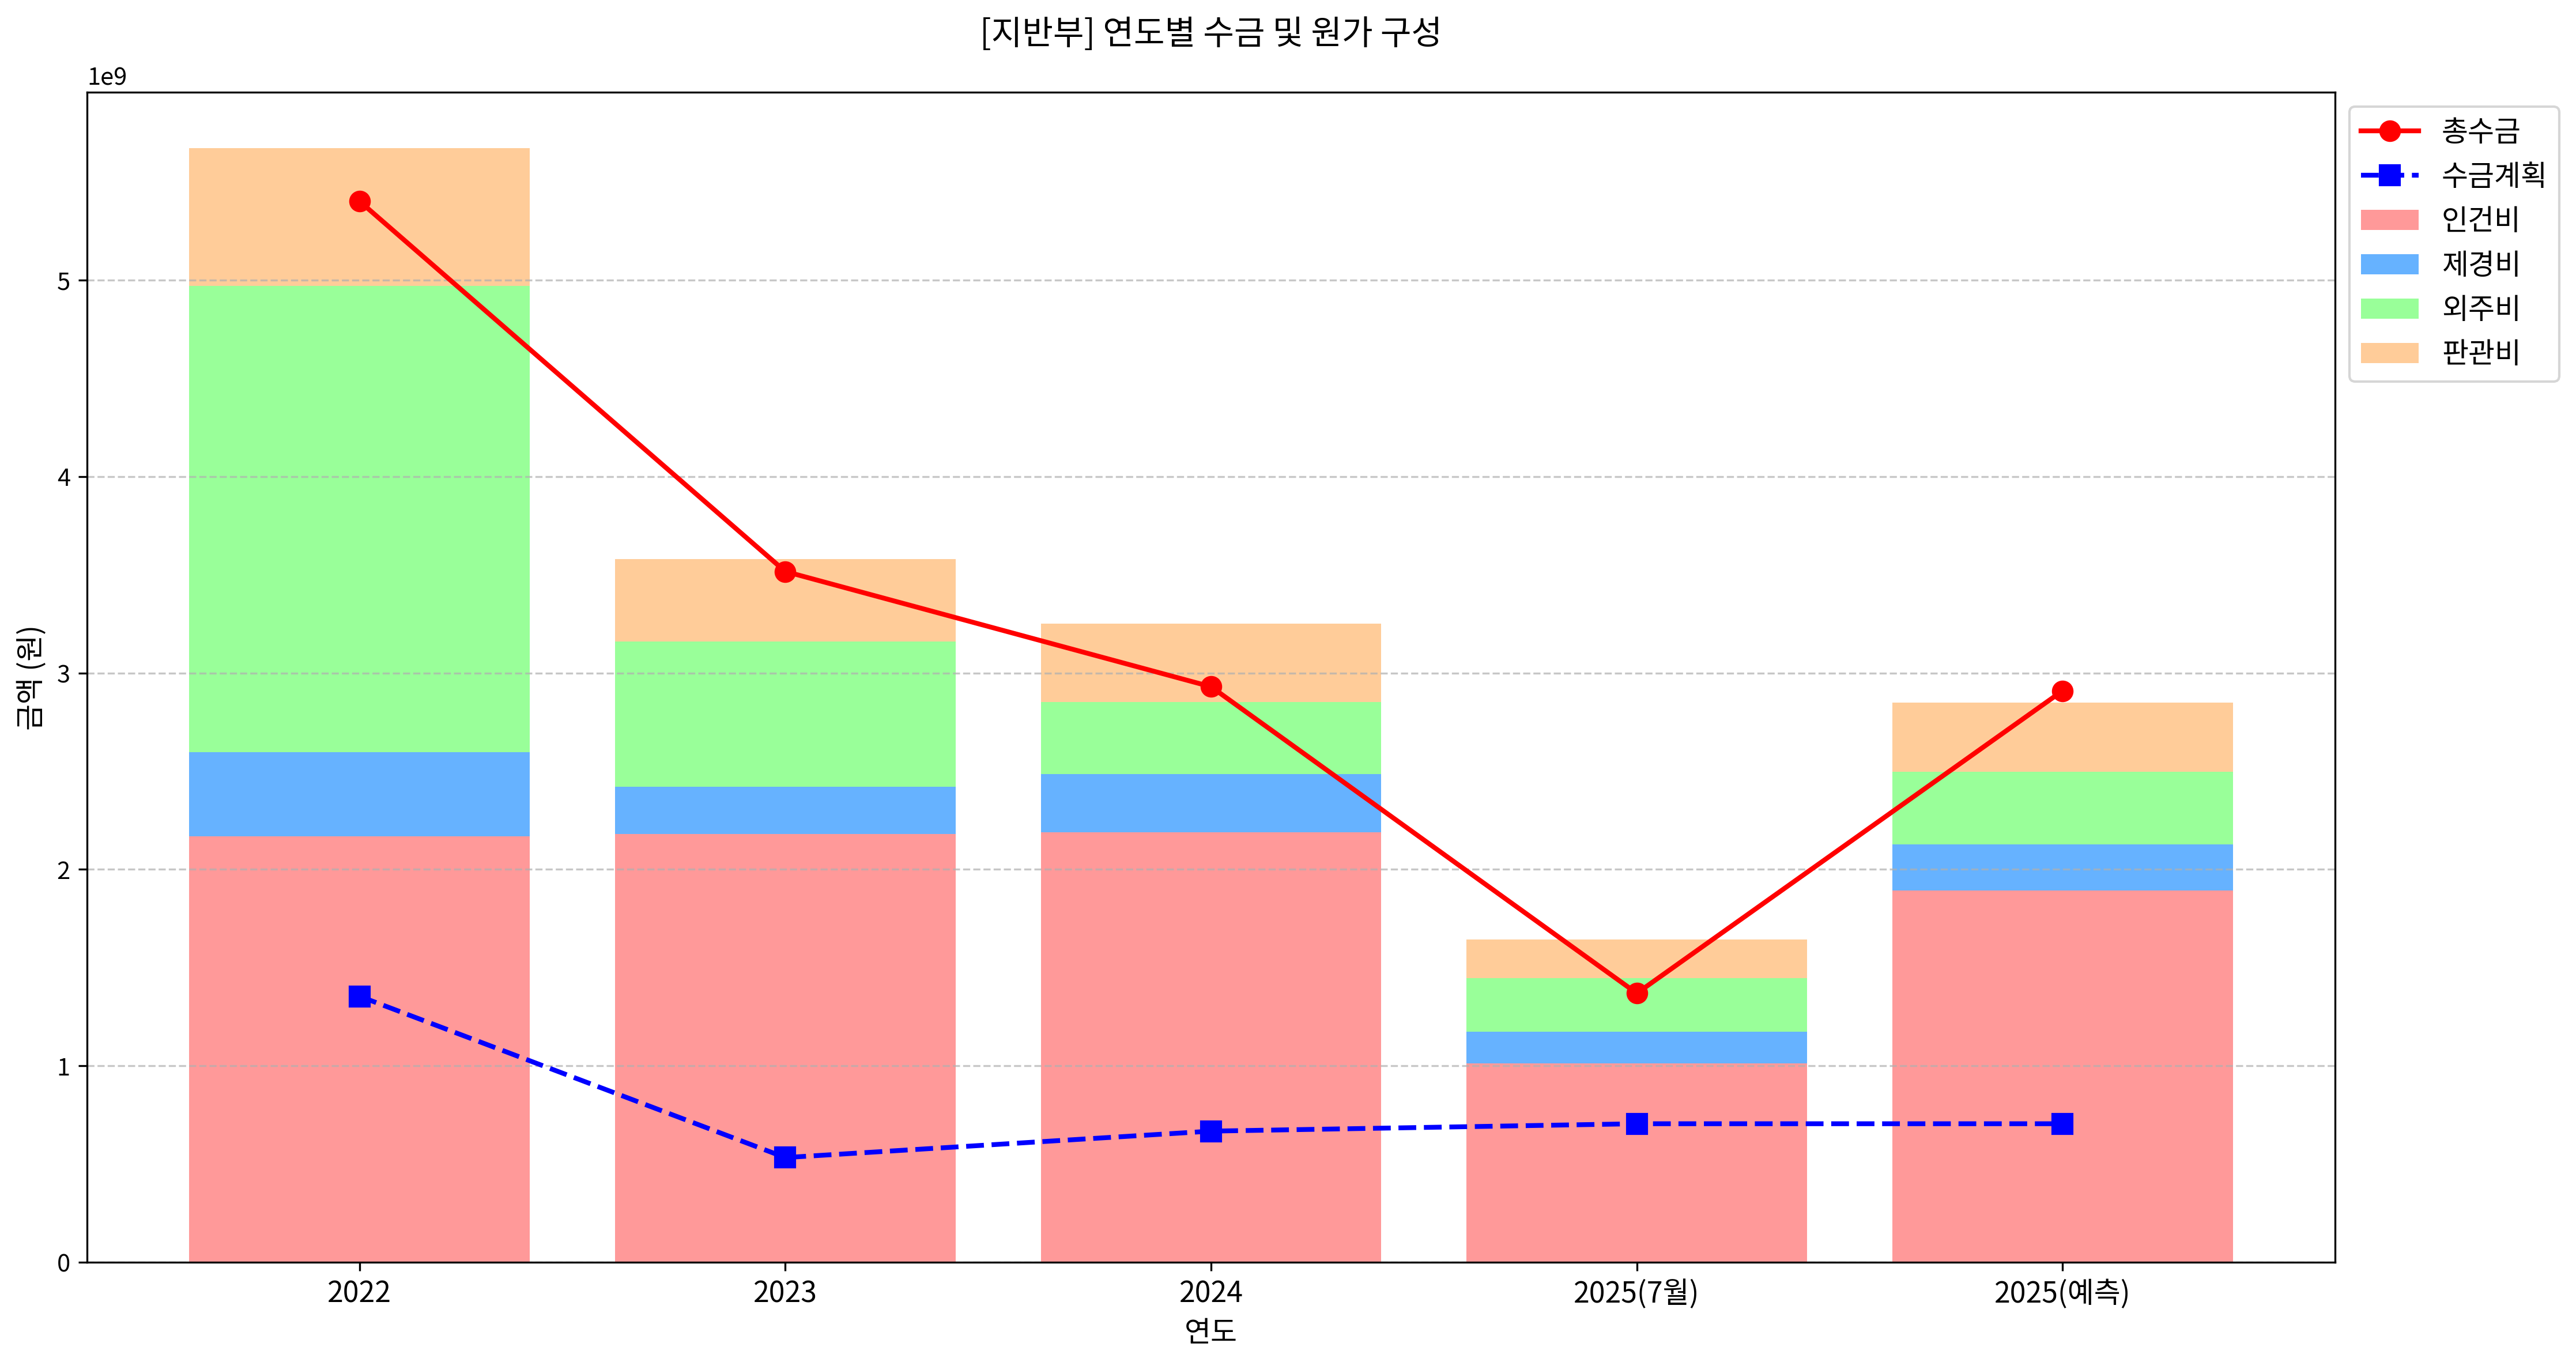 [지반부] 연도별 수금 및 원가 구성
1e9
총수금
수금계획
인건비
제경비
외주비
판관비
금액 (원)
5
4
3
2
1
0
2022
2023
2024
2025(7월)
2025(예측)
연도